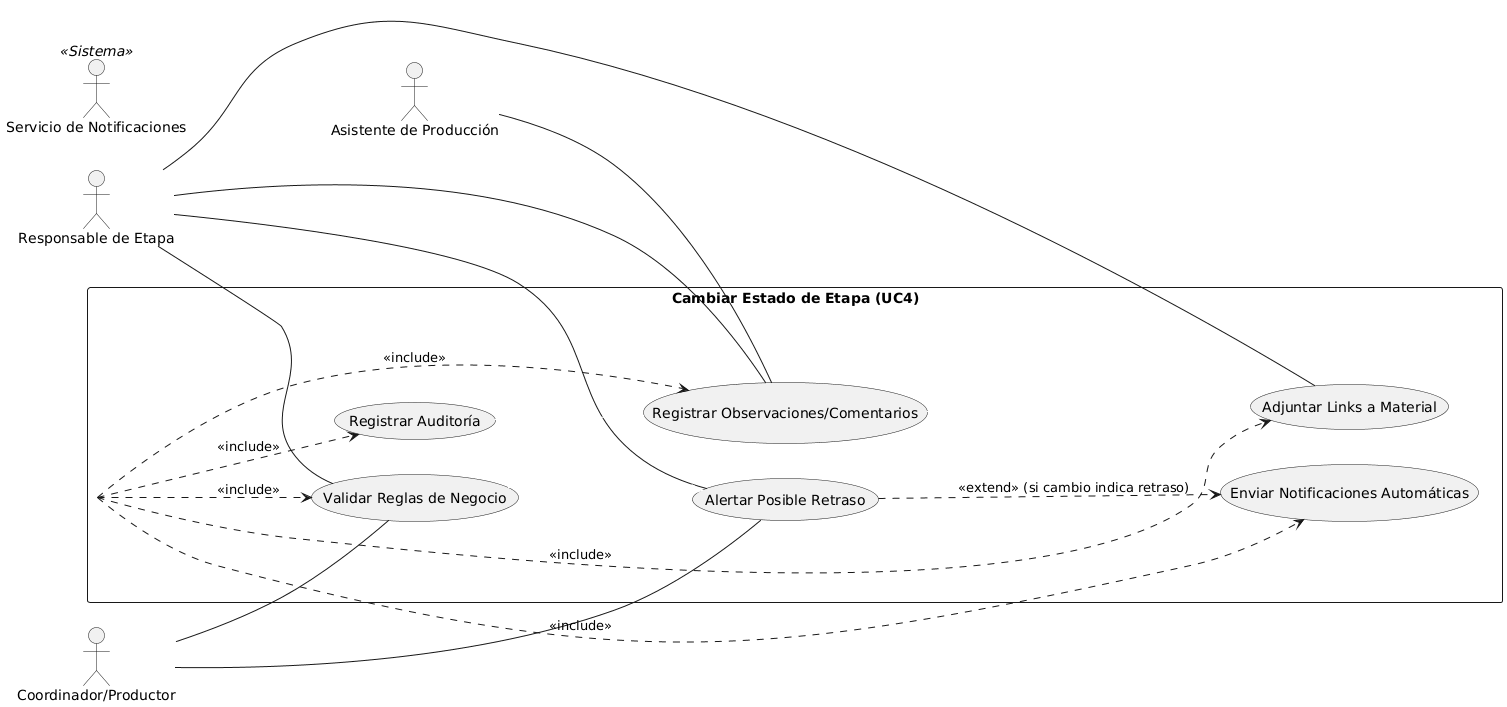 «Sistema»
Servicio de Notificaciones
Asistente de Producción
Responsable de Etapa
Cambiar Estado de Etapa (UC4)
«include»
Registrar Observaciones/Comentarios
Adjuntar Links a Material
Registrar Auditoría
«include»
«include»
Validar Reglas de Negocio
Alertar Posible Retraso
«extend» (si cambio indica retraso)
Enviar Notificaciones Automáticas
«include»
«include»
Coordinador/Productor